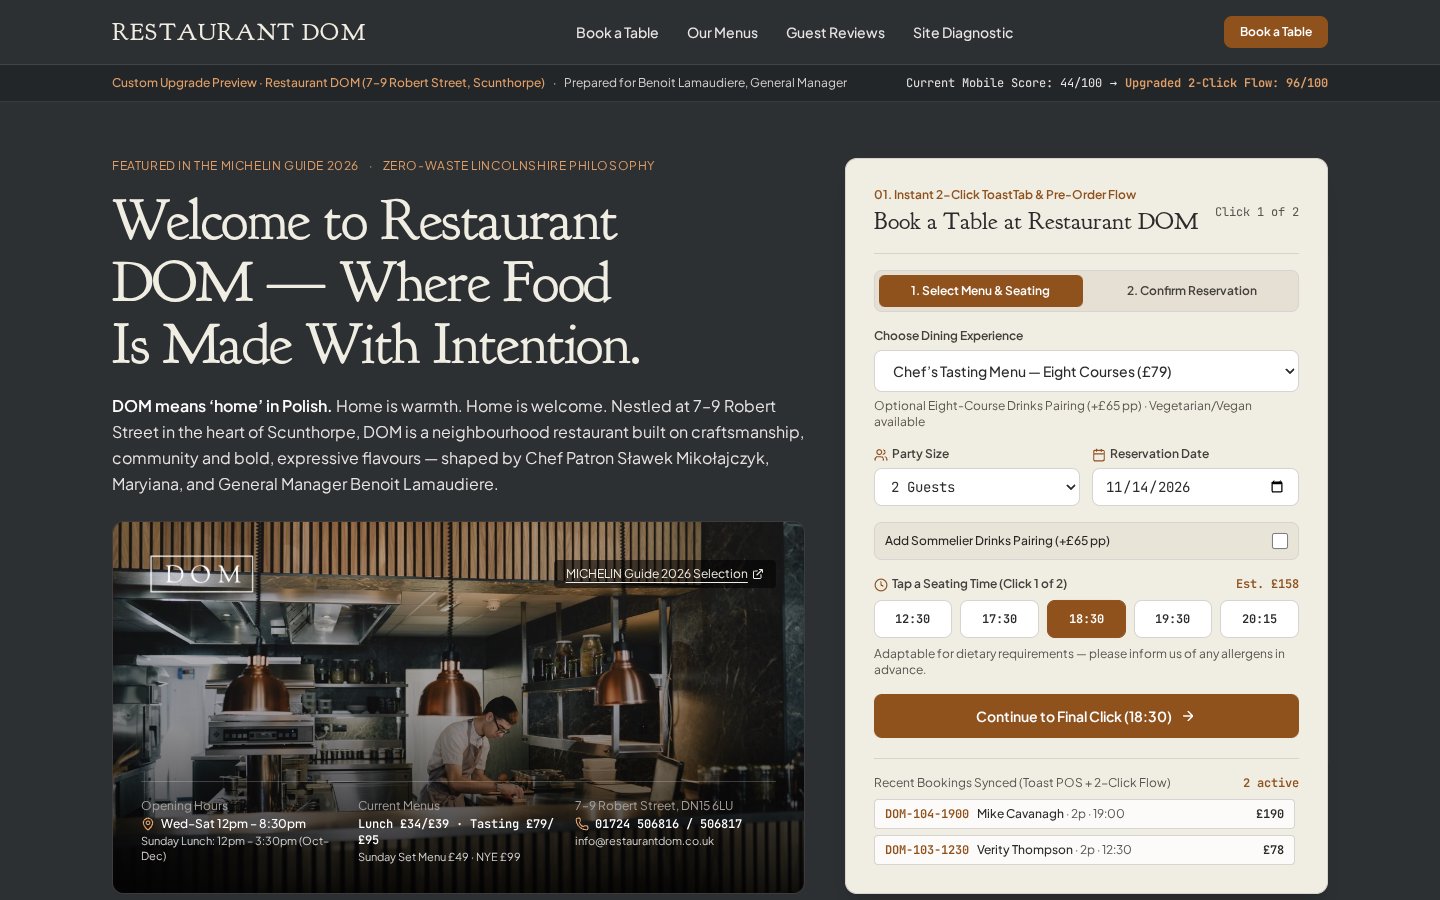 RESTAURANT DOM
Book a Table
Our Menus
Guest Reviews
Site Diagnostic
Book a Table
Custom Upgrade Preview · Restaurant DOM (7–9 Robert Street, Scunthorpe) · Prepared for Benoit Lamaudiere, General Manager
Current Mobile Score: 44/100 → Upgraded 2-Click Flow: 96/100
FEATURED IN THE MICHELIN GUIDE 2026 · ZERO-WASTE LINCOLNSHIRE PHILOSOPHY
Welcome to Restaurant
DOM — Where Food
Is Made With Intention.
DOM means ‘home’ in Polish. Home is warmth. Home is welcome. Nestled at 7–9 Robert
Street in the heart of Scunthorpe, DOM is a neighbourhood restaurant built on craftsmanship,
community and bold, expressive flavours — shaped by Chef Patron Sławek Mikołajczyk,
Maryiana, and General Manager Benoit Lamaudiere.
DOM
MICHELIN Guide 2026 Selection
Opening Hours
Wed–Sat 12pm – 8:30pm
Sunday Lunch: 12pm – 3:30pm (Oct–
Dec)
Current Menus
Lunch £34/£39 · Tasting £79/
£95
Sunday Set Menu £49 · NYE £99
7–9 Robert Street, DN15 6LU
01724 506816 / 506817
info@restaurantdom.co.uk
01. Instant 2-Click ToastTab & Pre-Order Flow
Book a Table at Restaurant DOM
Click 1 of 2
1. Select Menu & Seating
2. Confirm Reservation
Choose Dining Experience
Chef’s Tasting Menu — Eight Courses (£79)
Optional Eight-Course Drinks Pairing (+£65 pp) · Vegetarian/Vegan
available
Party Size
Reservation Date
2 Guests
11/14/2026
Add Sommelier Drinks Pairing (+£65 pp)
Tap a Seating Time (Click 1 of 2)
Est. £158
12:30
17:30
18:30
19:30
20:15
Adaptable for dietary requirements — please inform us of any allergens in
advance.
Continue to Final Click (18:30)
Recent Bookings Synced (Toast POS + 2-Click Flow)
2 active
DOM-104-1900 Mike Cavanagh · 2p · 19:00
£190
DOM-103-1230 Verity Thompson · 2p · 12:30
£78